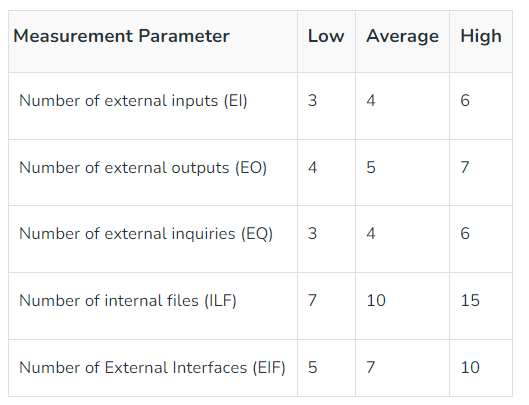 Measurement Parameter Low Average High
Number of external inputs (EI) 3 4 6
Number of external outputs (EO) 4 5 7
Number of external inquiries (EQ) 3 4 6
Number of internal files (ILF) 7 10 15
Number of External Interfaces (EIF) 5 7 10